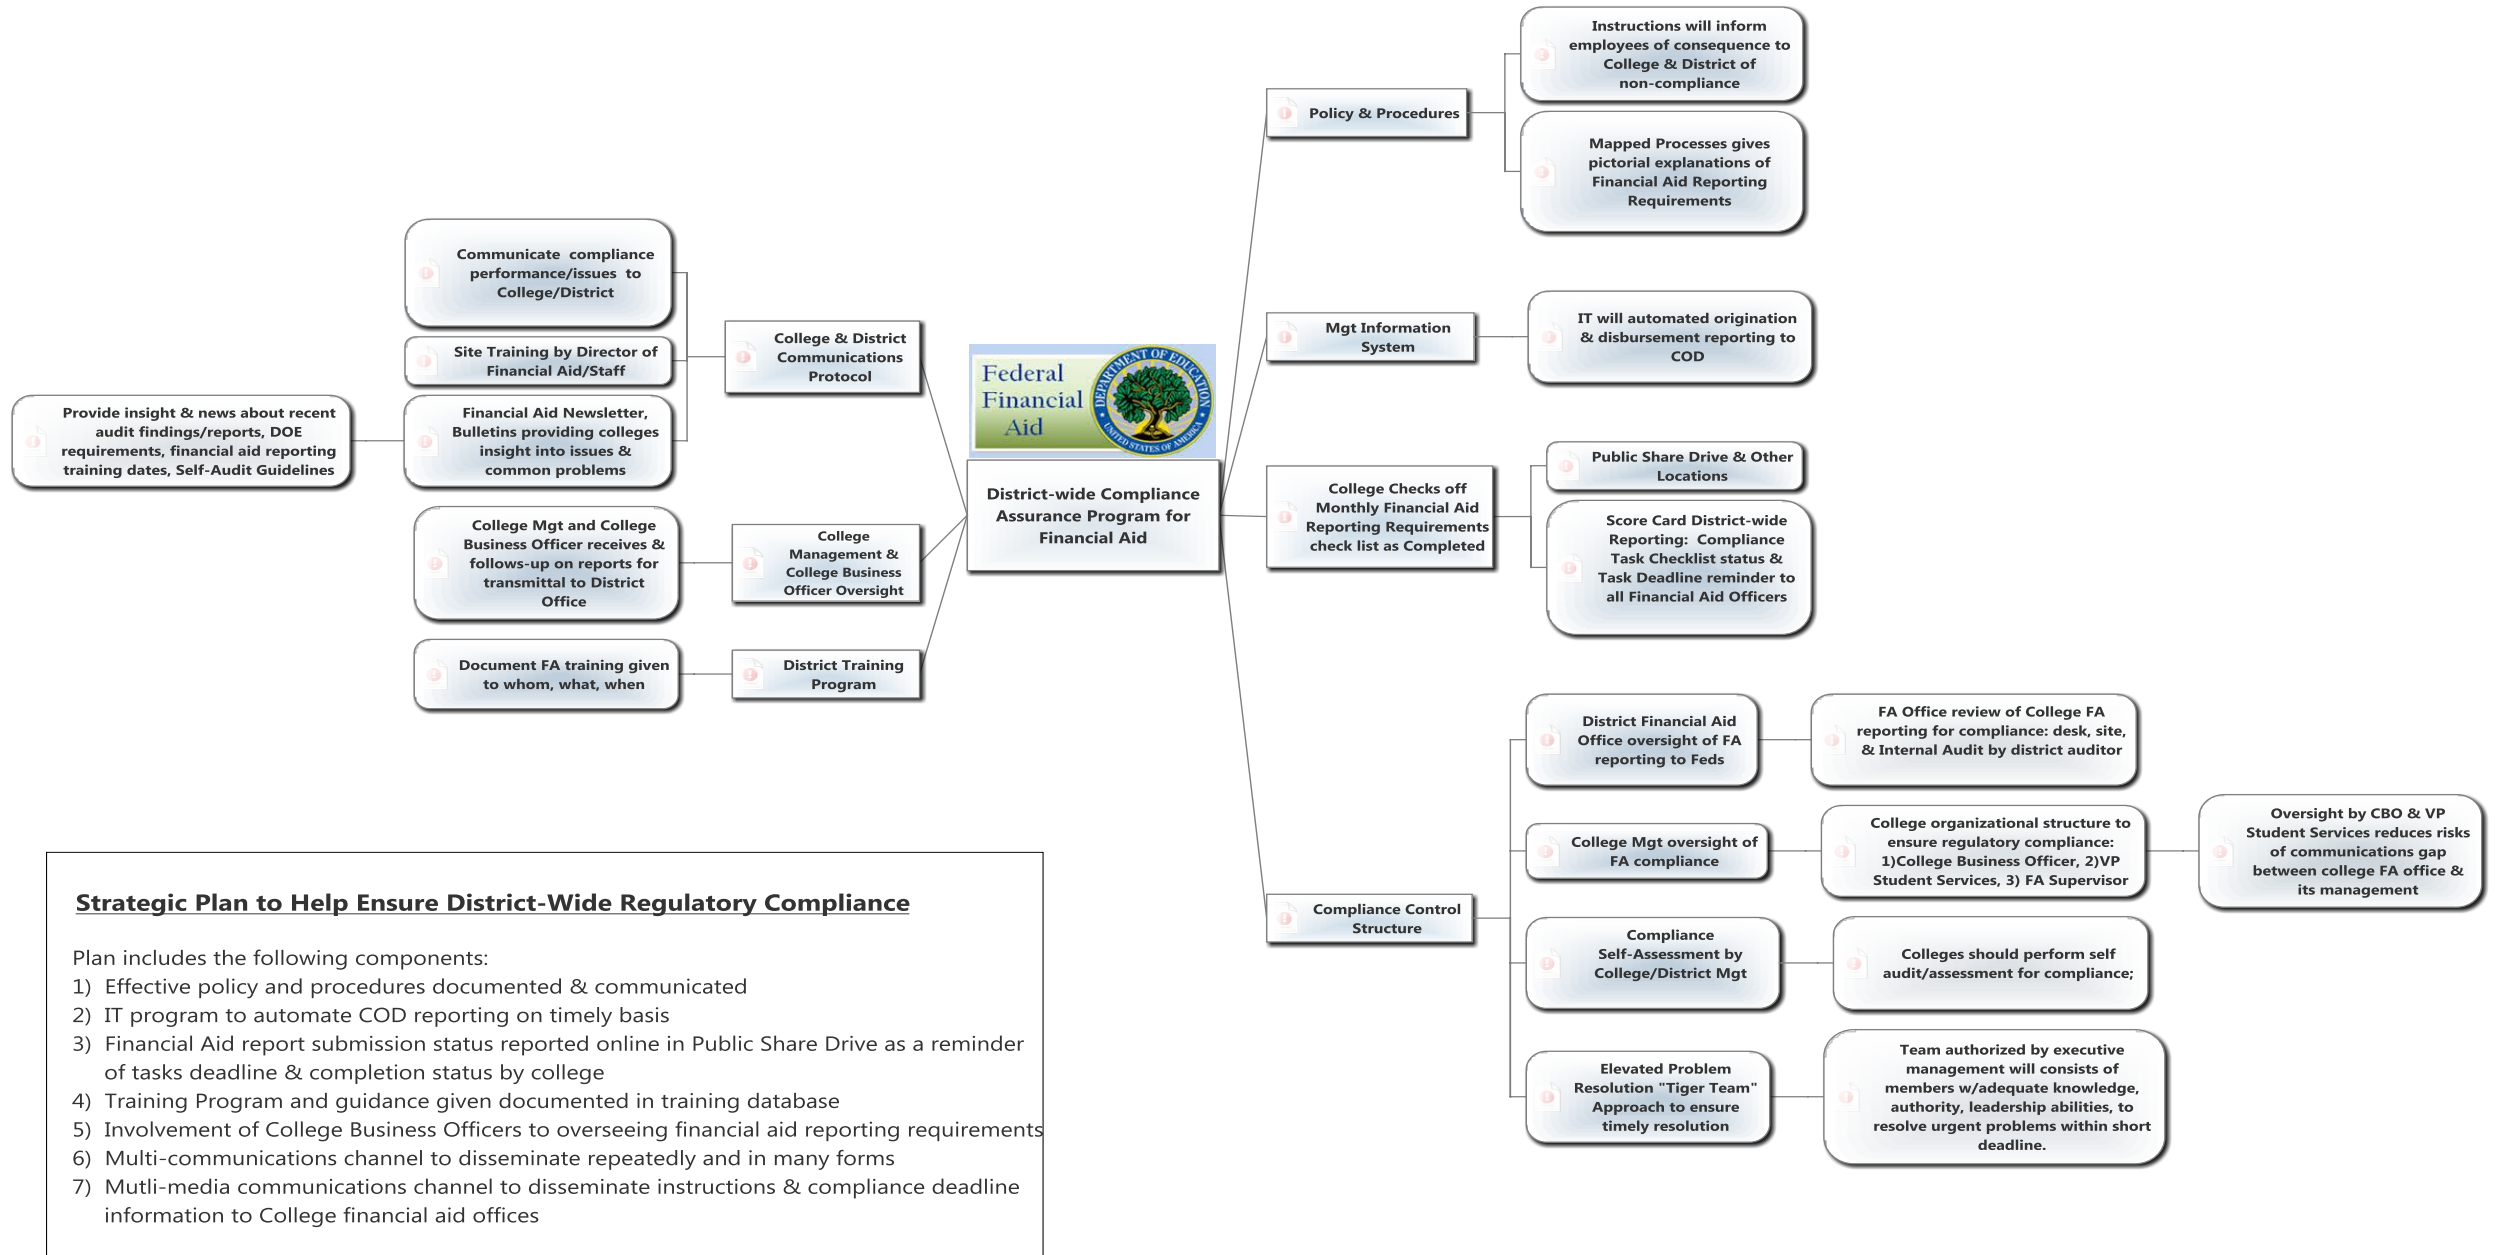 Instructions will inform
employees of consequence to
College & District of
non-compliance
Policy & Procedures
Mapped Processes gives
pictorial explanations of
Financial Aid Reporting
Requirements
Communicate  compliance
performance/issues  to
College/District
Site Training by Director of
Financial Aid/Staff
College & District
Communications
Protocol
Provide insight & news about recent
audit findings/reports, DOE
requirements, financial aid reporting
training dates, Self-Audit Guidelines
Financial Aid Newsletter,
Bulletins providing colleges
insight into issues &
common problems
Federal
Financial
Aid
DEPARTMENT OF EDUCATION
UNITED STATES OF AMERICA
District-wide Compliance
Assurance Program for
Financial Aid
Mgt Information
System
IT will automated origination
& disbursement reporting to
COD
College Mgt and College
Business Officer receives &
follows-up on reports for
transmittal to District
Office
College
Management &
College Business
Officer Oversight
Document FA training given
to whom, what, when
District Training
Program
College Checks off
Monthly Financial Aid
Reporting Requirements
check list as Completed
Public Share Drive & Other
Locations
Score Card District-wide
Reporting:  Compliance
Task Checklist status &
Task Deadline reminder to
all Financial Aid Officers
Compliance Control
Structure
District Financial Aid
Office oversight of FA
reporting to Feds
FA Office review of College FA
reporting for compliance: desk, site,
& Internal Audit by district auditor
College Mgt oversight of
FA compliance
College organizational structure to
ensure regulatory compliance:
1)College Business Officer, 2)VP
Student Services, 3) FA Supervisor
Oversight by CBO & VP
Student Services reduces risks
of communications gap
between college FA office &
its management
Compliance
Self-Assessment by
College/District Mgt
Colleges should perform self
audit/assessment for compliance;
Elevated Problem
Resolution "Tiger Team"
Approach to ensure
timely resolution
Team authorized by executive
management will consists of
members w/adequate knowledge,
authority, leadership abilities, to
resolve urgent problems within short
deadline.
Strategic Plan to Help Ensure District-Wide Regulatory Compliance
Plan includes the following components:
1)  Effective policy and procedures documented & communicated
2)  IT program to automate COD reporting on timely basis
3)  Financial Aid report submission status reported online in Public Share Drive as a reminder
of tasks deadline & completion status by college
4)  Training Program and guidance given documented in training database
5)  Involvement of College Business Officers to overseeing financial aid reporting requirements
6)  Multi-communications channel to disseminate repeatedly and in many forms
7)  Mutli-media communications channel to disseminate instructions & compliance deadline
information to College financial aid offices